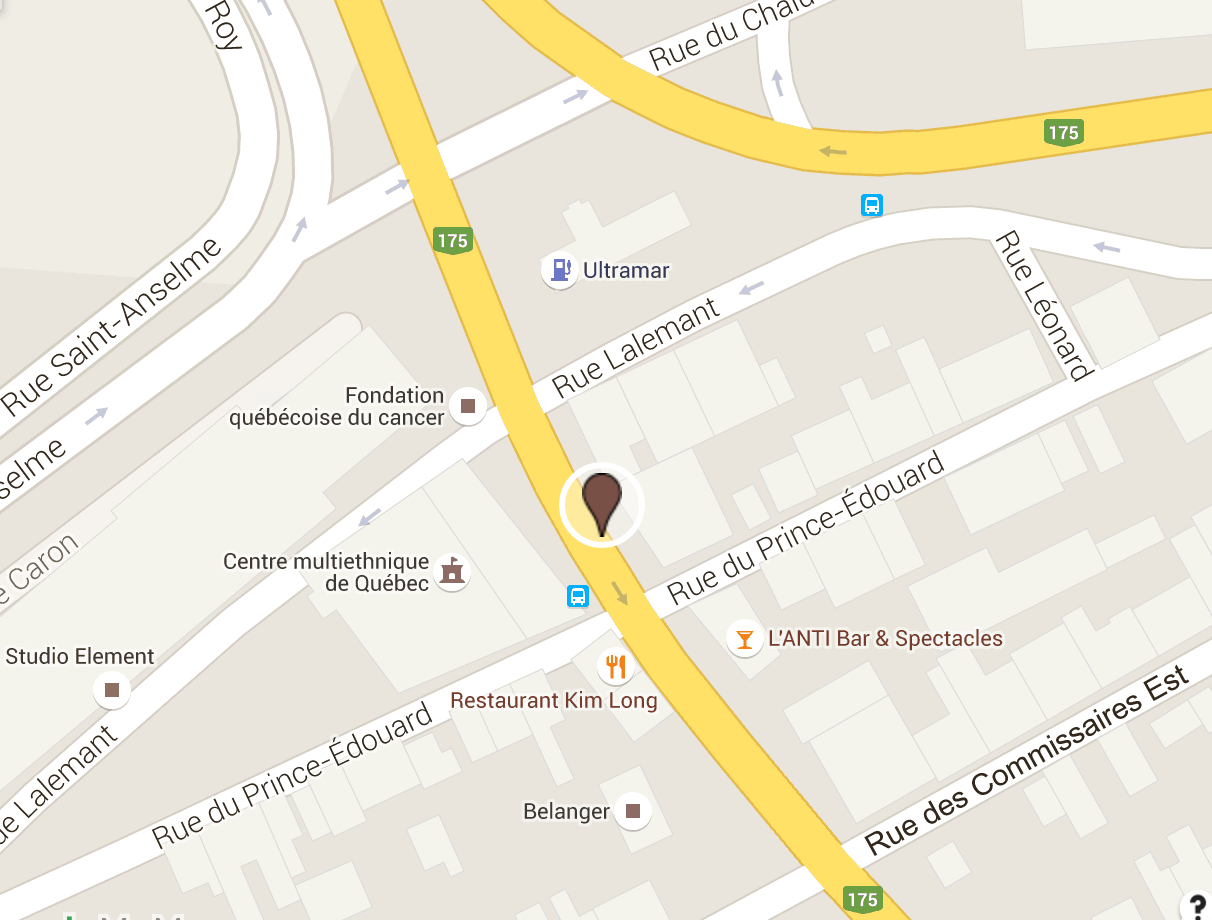 Roy
Rue du Chalu
175
175
Rue Saint-Anselme
Ultramar
Rue Léonard
Rue Lalemant
Fondation
québécoise du cancer
selme
Rue du Prince-Édouard
Caron
Centre multiethnique
de Québec
L'ANTI Bar & Spectacles
Studio Element
Restaurant Kim Long
Rue des Commissaires Est
Rue du Prince-Édouard
Lalemant
Belanger
175
?